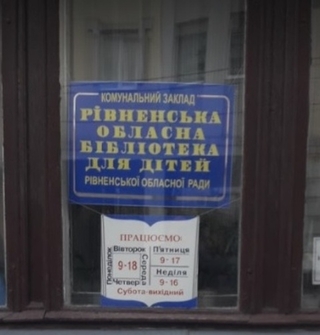 КОМУНАЛЬНИЙ ЗАКЛАД
РІВНЕНСЬКА
ОБЛАСНА
БІБЛІОТЕКА
ДЛЯ ДІТЕЙ
РІВНЕНСЬКОЇ ОБЛАСНОЇ РАДИ
ПРАЦЮЄМО:
Понеділок
Вівторок
9-18
Четвер
Середа
П'ятниця
9-17
Неділя
9-16
Субота-вихідний